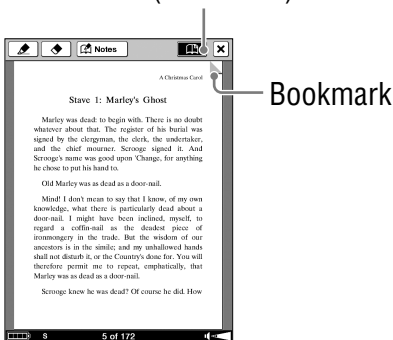 Notes
A Christmas Carol
Bookmark
Stave 1: Marley's Ghost
Marley was dead: to begin with. There is no doubt
whatever about that. The register of his burial was
signed by the clergyman, the clerk, the undertaker,
and the chief mourner. Scrooge signed it. And
Scrooge's name was good upon 'Change, for anything
he chose to put his hand to.
Old Marley was as dead as a door-nail.
Mind! I don't mean to say that I know, of my own
knowledge, what there is particularly dead about a
door-nail. I might have been inclined, myself, to
regard a coffin-nail as the deadest piece of
ironmongery in the trade. But the wisdom of our
ancestors is in the simile; and my unhallowed hands
shall not disturb it, or the Country's done for. You will
therefore permit me to repeat, emphatically, that
Marley was as dead as a door-nail.
Scrooge knew he was dead? Of course he did. How
S
5 of 172